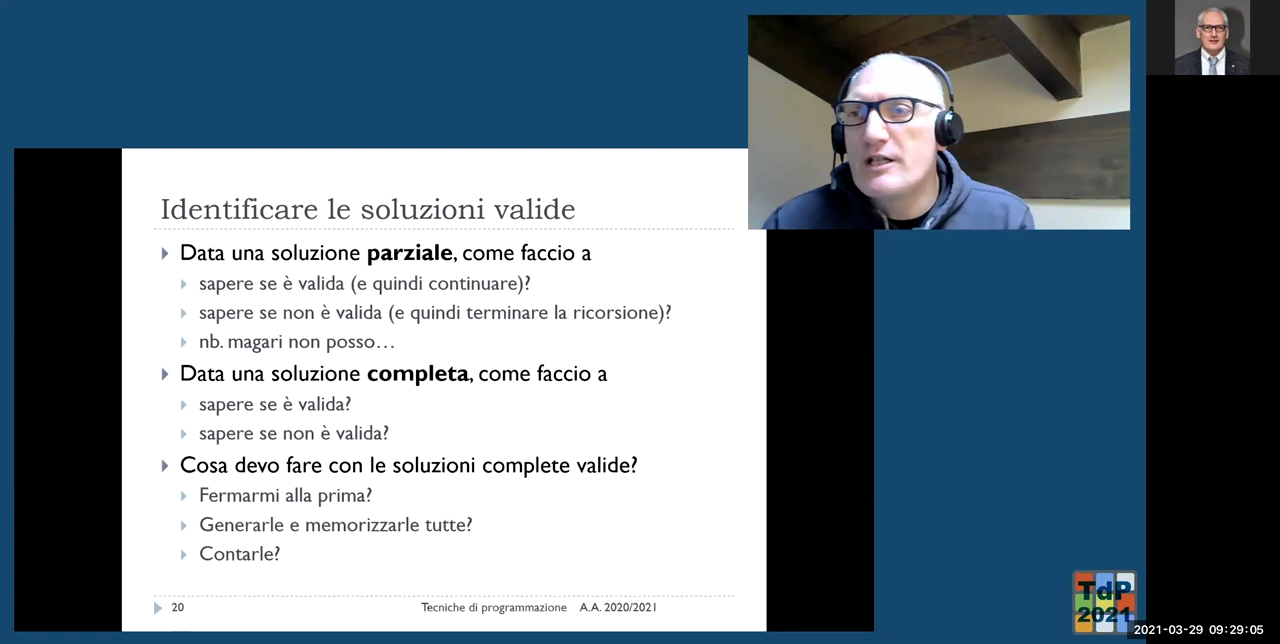 Identificare le soluzioni valide
Data una soluzione parziale, come faccio a
sapere se è valida (e quindi continuare)?
sapere se non è valida (e quindi terminare la ricorsione)?
nb. magari non posso…
Data una soluzione completa, come faccio a
sapere se è valida?
sapere se non è valida?
Cosa devo fare con le soluzioni complete valide?
Fermarmi alla prima?
Generarle e memorizzarle tutte?
Contarle?
20 Tecniche di programmazione A.A. 2020/2021
TdP
2021
2021-03-29 09:29:05